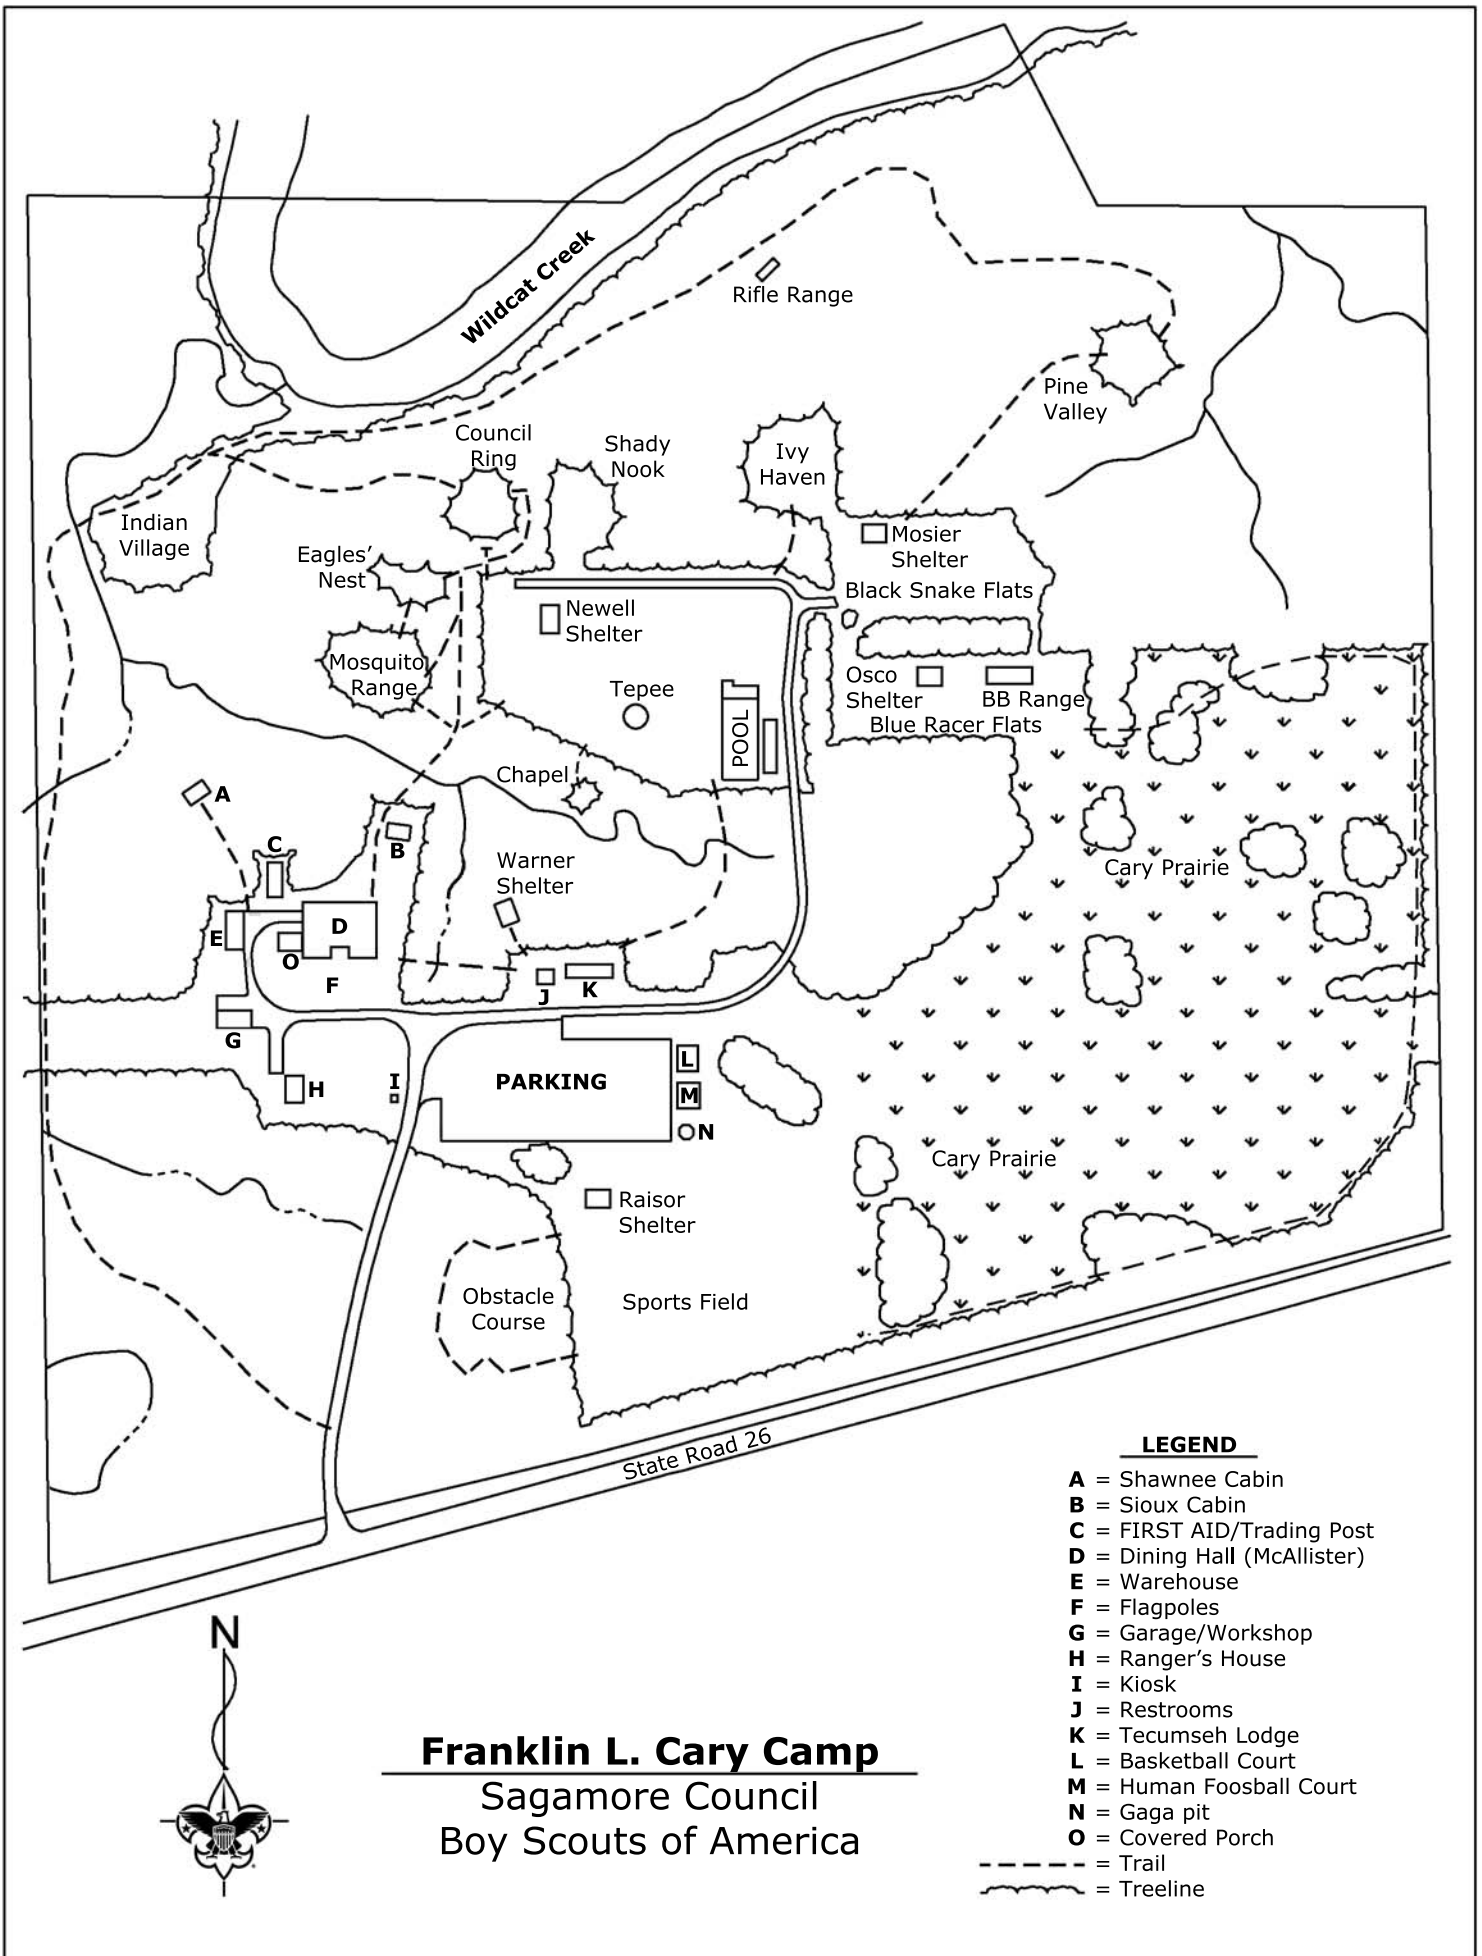 Wildcat Creek
Rifle Range
Pine
Valley
Council
Ring
Shady
Nook
Ivy
Haven
Indian
Village
Eagles’
Nest
Mosier
Shelter
Black Snake Flats
Newell
Shelter
Mosquito
Range
Tepee
POOL
Osco
Shelter
BB Range
Blue Racer Flats
Chapel
A
B
C
Warner
Shelter
Cary Prairie
D
E
O
F
J
K
G
H
I
PARKING
L
M
N
Cary Prairie
Raisor
Shelter
Obstacle
Course
Sports Field
State Road 26
LEGEND
A = Shawnee Cabin
B = Sioux Cabin
C = FIRST AID/Trading Post
D = Dining Hall (McAllister)
E = Warehouse
F = Flagpoles
G = Garage/Workshop
H = Ranger’s House
I = Kiosk
J = Restrooms
K = Tecumseh Lodge
L = Basketball Court
M = Human Foosball Court
N = Gaga pit
O = Covered Porch
= Trail
= Treeline
N
Franklin L. Cary Camp
Sagamore Council
Boy Scouts of America